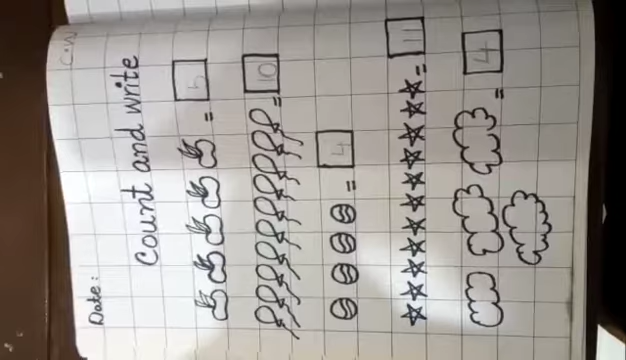 C.W
Date:
Count and write
= 5
= 10
= 4
= 11
= 4